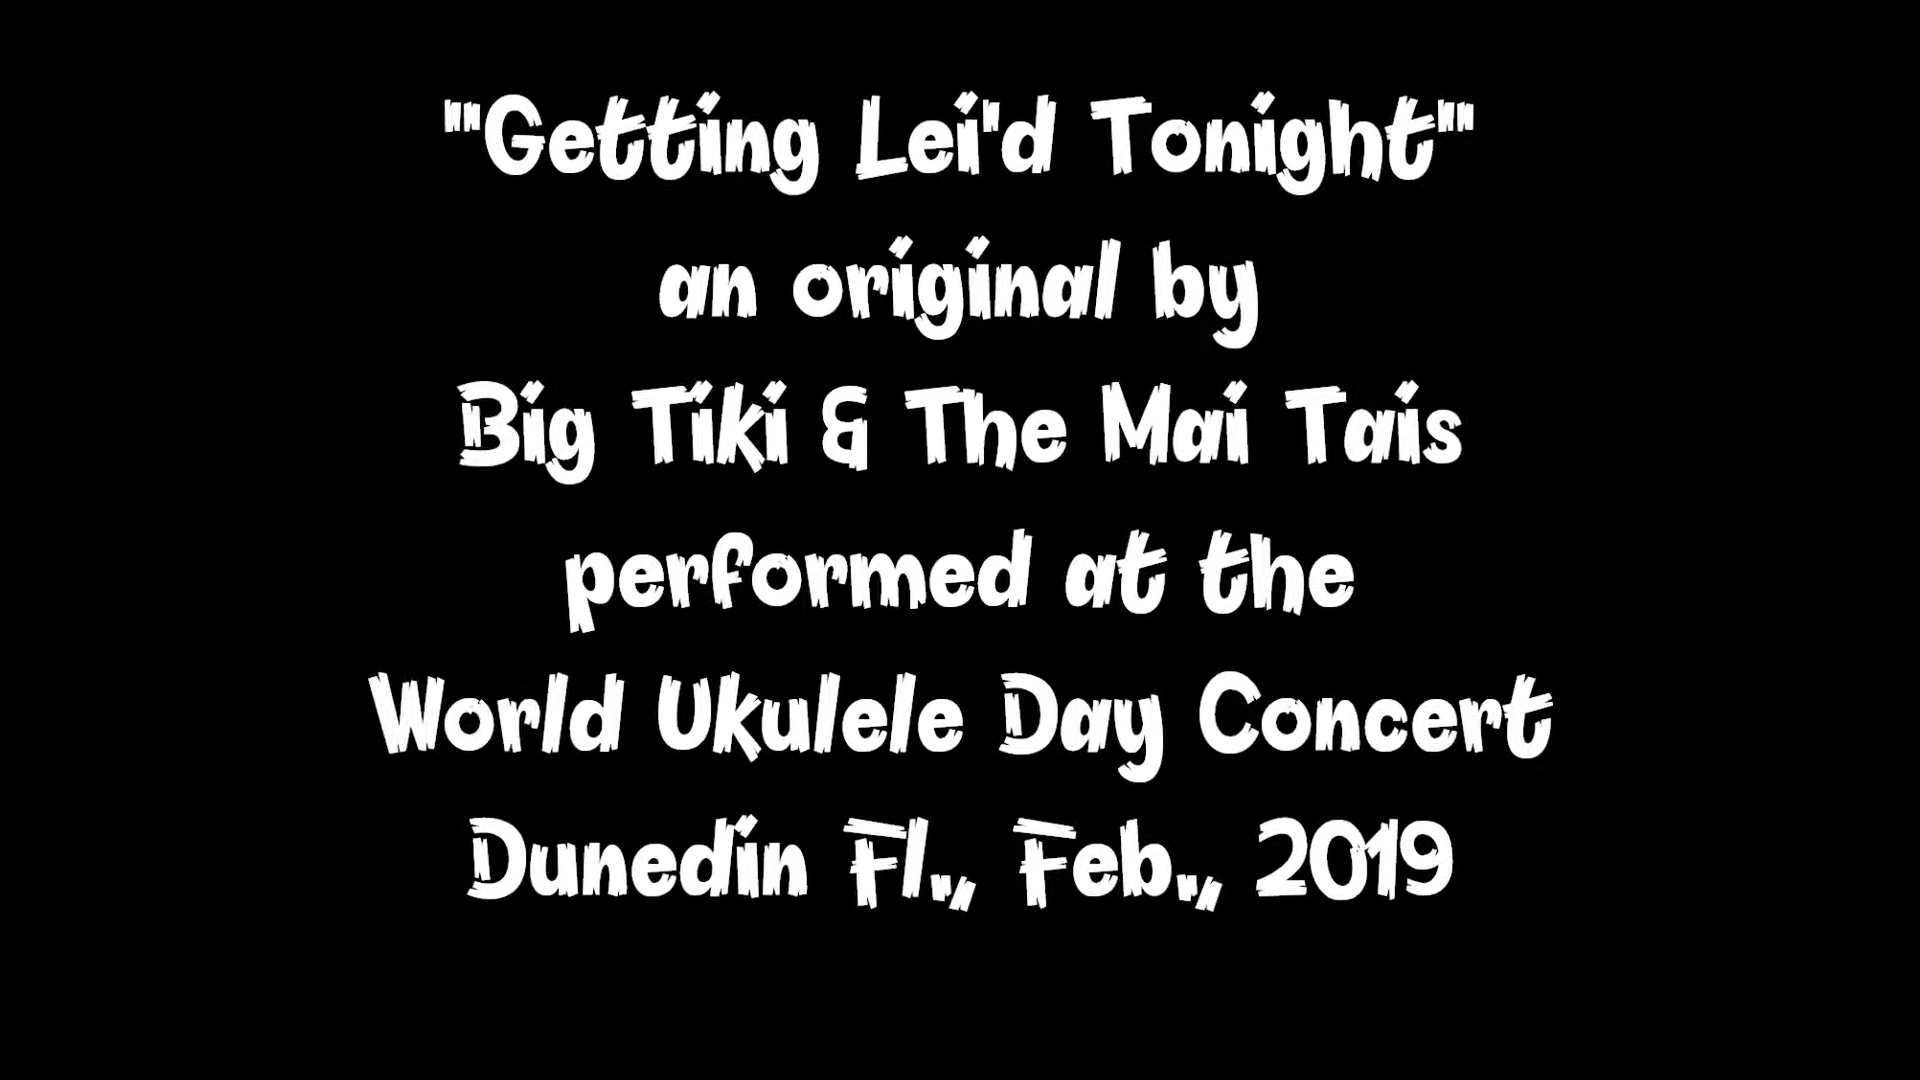 "'Getting Lei'd Tonight'"
an original by
Big Tiki & The Mai Tais
performed at the
World Ukulele Day Concert
Dunedin Fl., Feb., 2019